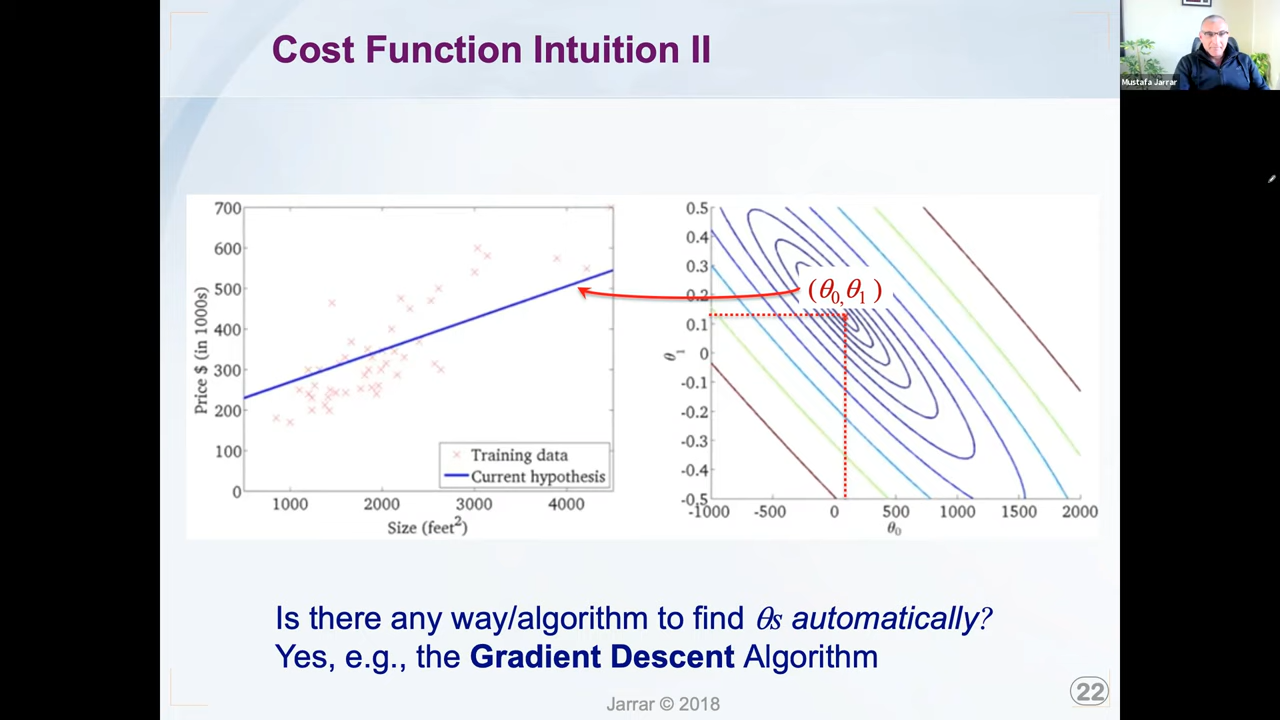 Cost Function Intuition II
Mustafa Jarrar
700
600
500
400
300
200
100
0
Price $ (in 1000s)
1000 2000 3000 4000
Size (feet²)
Training data
Current hypothesis
0.5
0.4
0.3
0.2
0.1
0
-0.1
-0.2
-0.3
-0.4
-0.5
θ₁
(θ₀,θ₁)
-1000 -500 0 500 1000 1500 2000
θ₀
Is there any way/algorithm to find θs automatically?
Yes, e.g., the Gradient Descent Algorithm
Jarrar © 2018
22